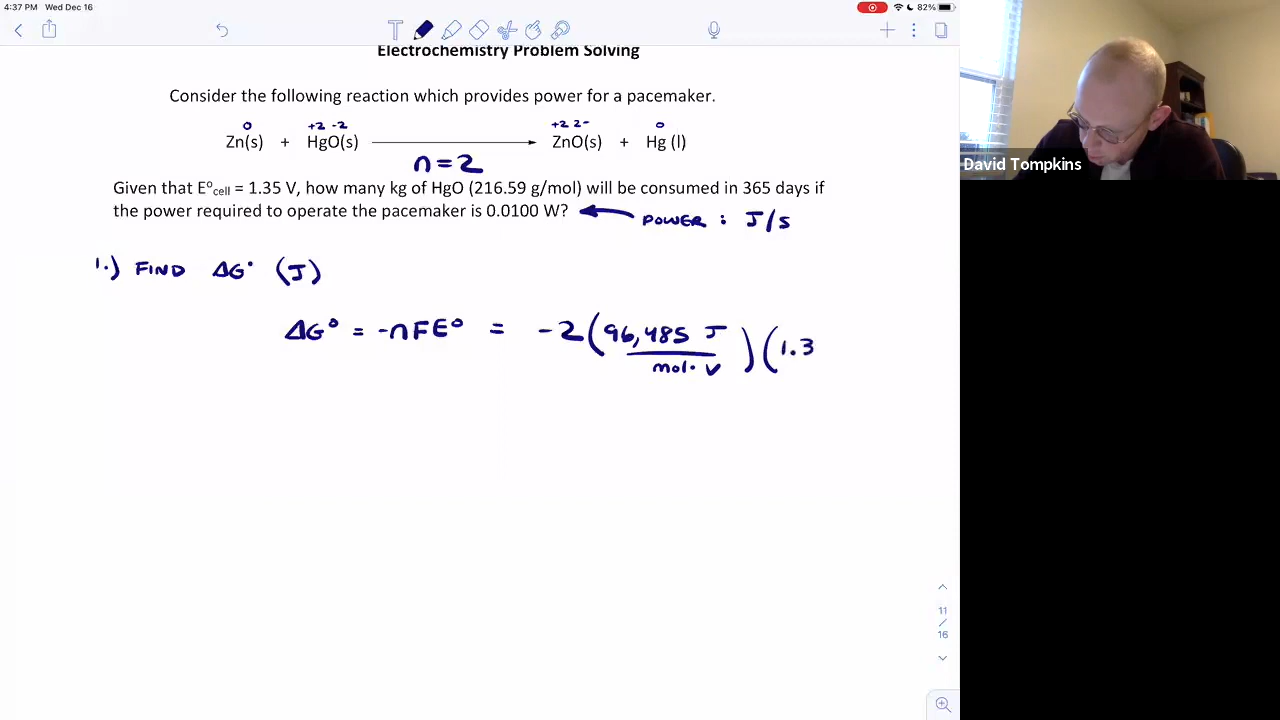 4:37 PM Wed Dec 16
82%
T
Electrochemistry Problem Solving
Consider the following reaction which provides power for a pacemaker.
0 +2 -2 +2 2- 0
Zn(s) + HgO(s) ZnO(s) + Hg (l)
n=2
Given that E°cell = 1.35 V, how many kg of HgO (216.59 g/mol) will be consumed in 365 days if
the power required to operate the pacemaker is 0.0100 W?
POWER : J/S
1.) FIND ΔG° (J)
ΔG° = -nFE° = -2 (96,485 J / mol· V) (1.3
David Tompkins
11
/
16